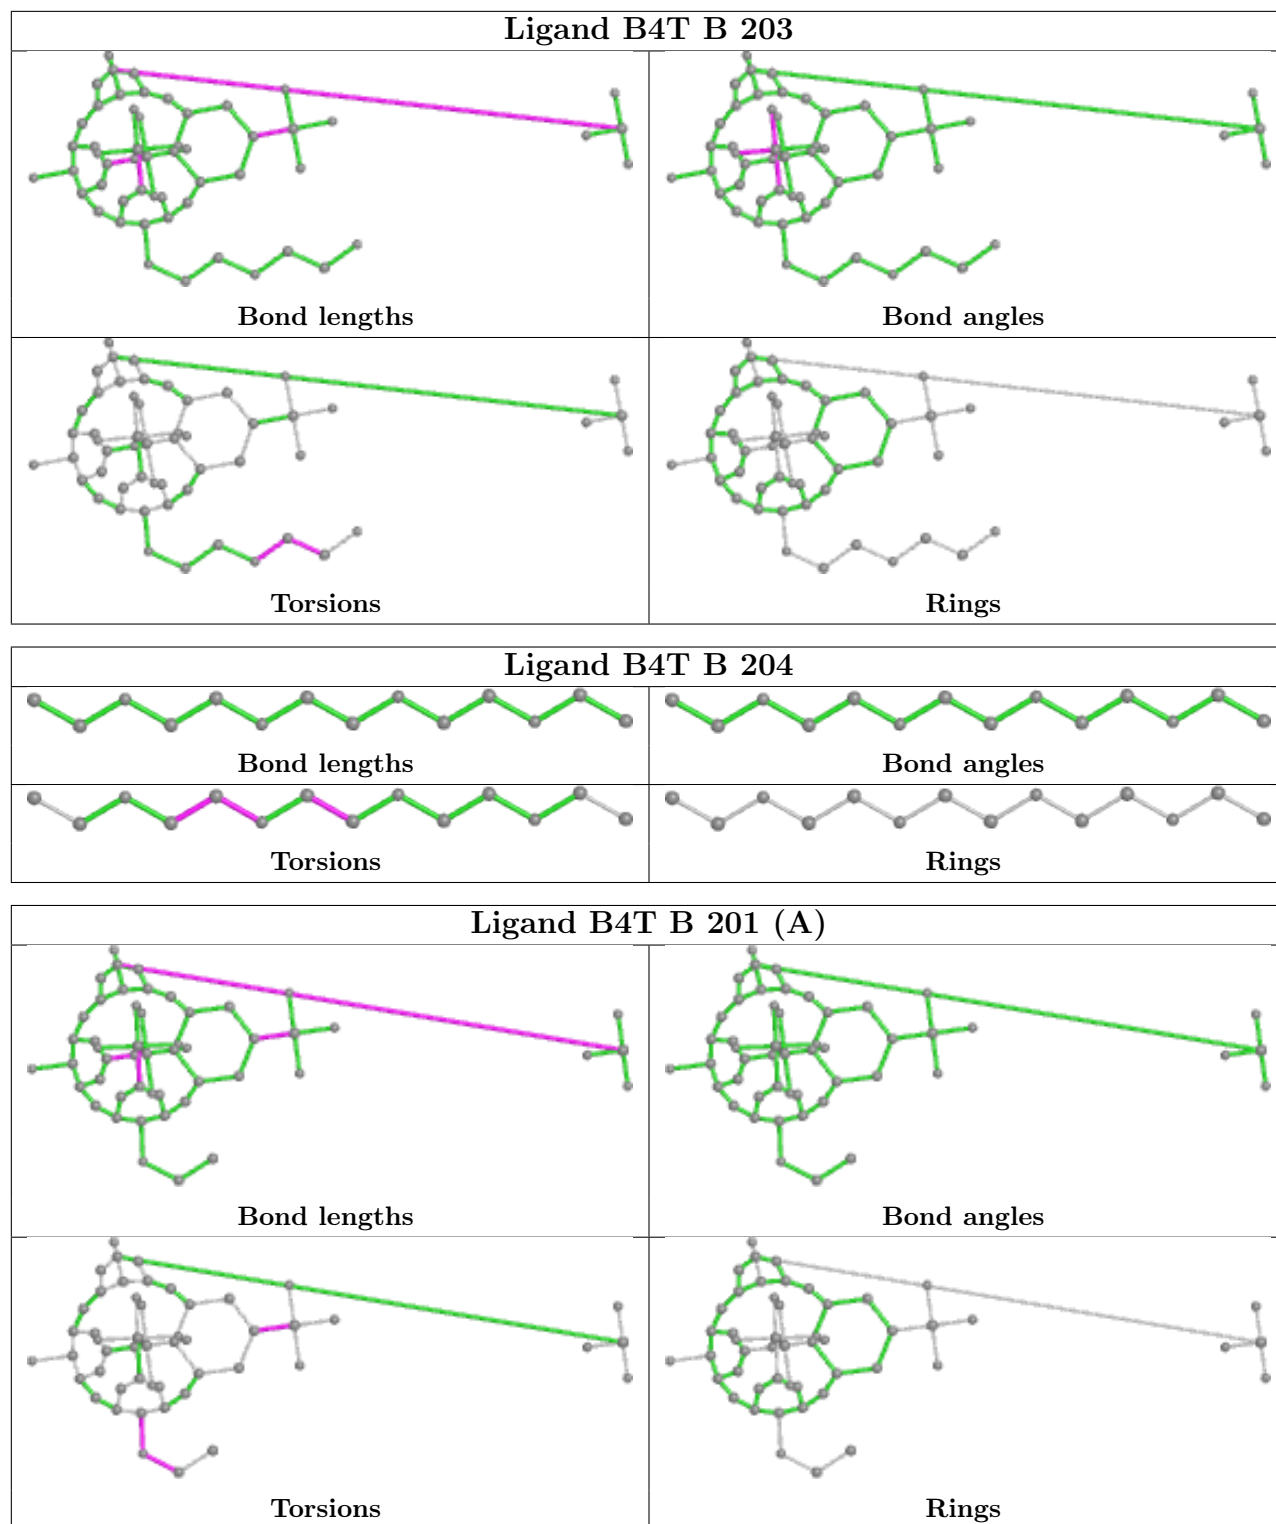 Ligand B4T B 203
Bond lengths
Bond angles
Torsions
Rings
Ligand B4T B 204
Bond lengths
Bond angles
Torsions
Rings
Ligand B4T B 201 (A)
Bond lengths
Bond angles
Torsions
Rings